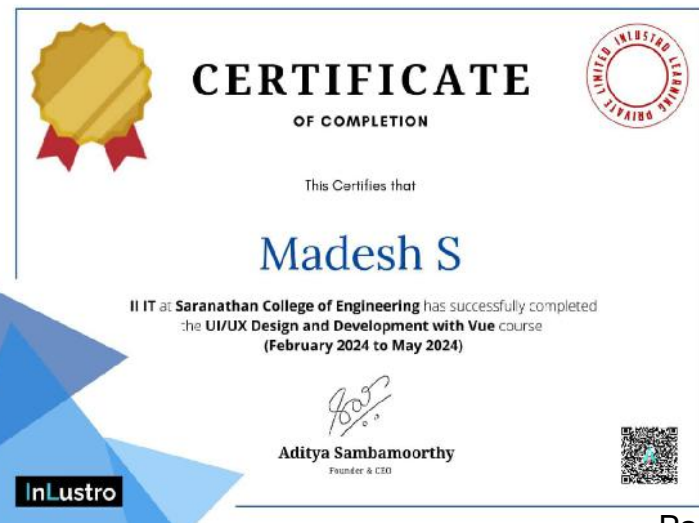 CERTIFICATE
OF COMPLETION
INLUSTRO LEARNING PRIVATE LIMITED
This Certifies that
Madesh S
II IT at Saranathan College of Engineering has successfully completed
the UI/UX Design and Development with Vue course
(February 2024 to May 2024)
Aditya Sambamoorthy
Founder & CEO
InLustro